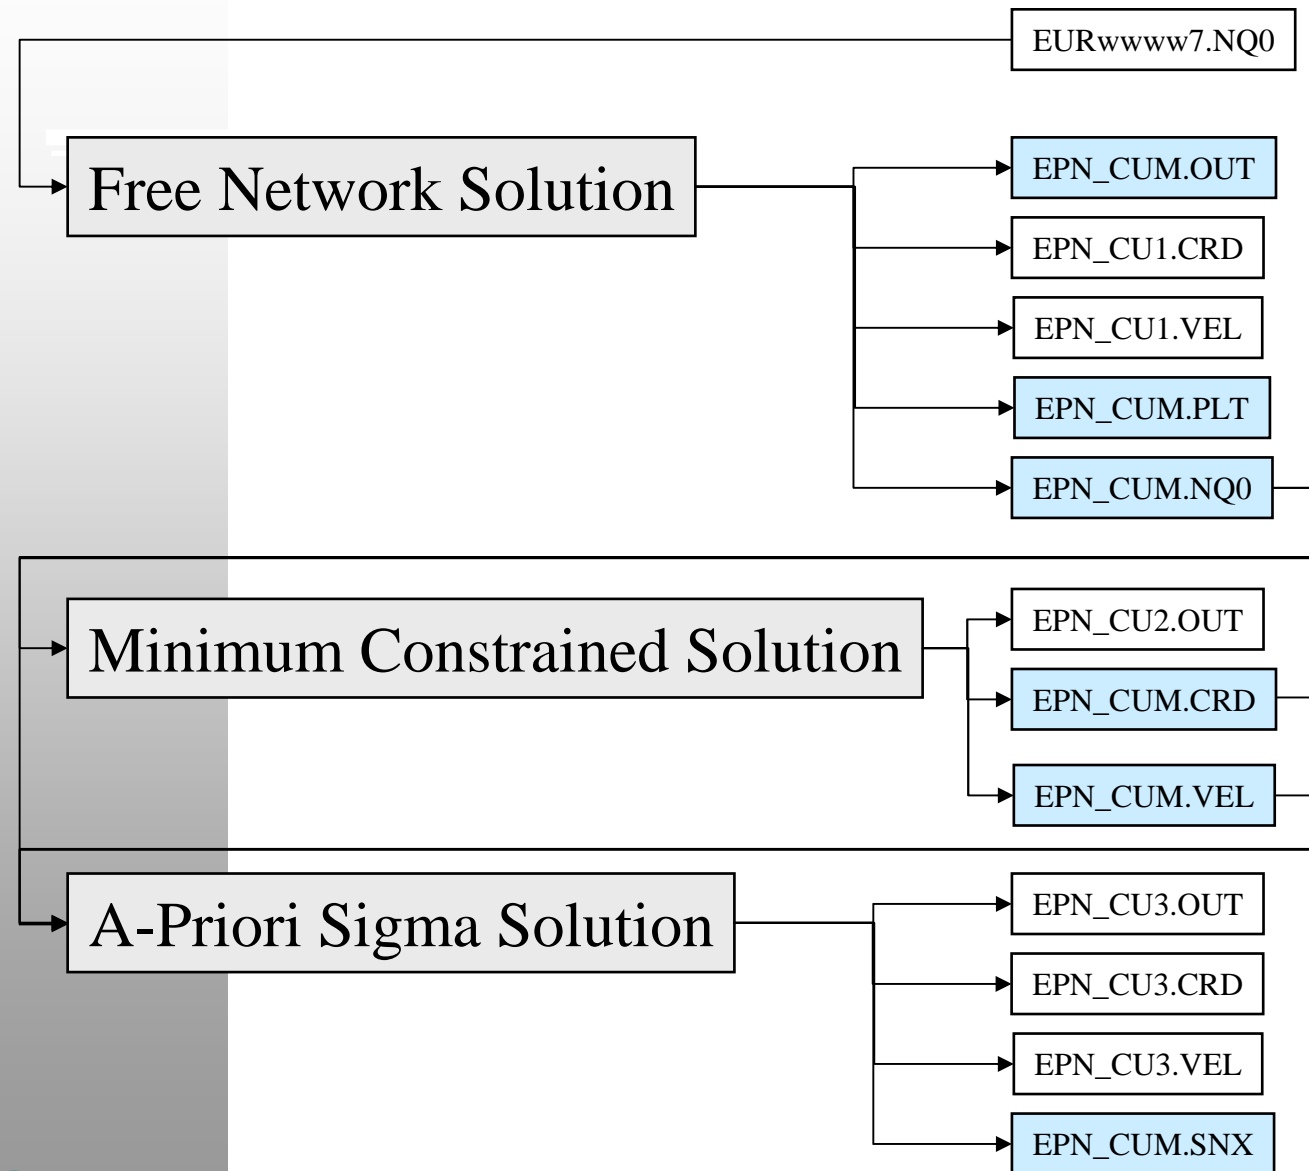 EURwwww7.NQ0
Free Network Solution
EPN_CUM.OUT
EPN_CU1.CRD
EPN_CU1.VEL
EPN_CUM.PLT
EPN_CUM.NQ0
Minimum Constrained Solution
EPN_CU2.OUT
EPN_CUM.CRD
EPN_CUM.VEL
A-Priori Sigma Solution
EPN_CU3.OUT
EPN_CU3.CRD
EPN_CU3.VEL
EPN_CUM.SNX